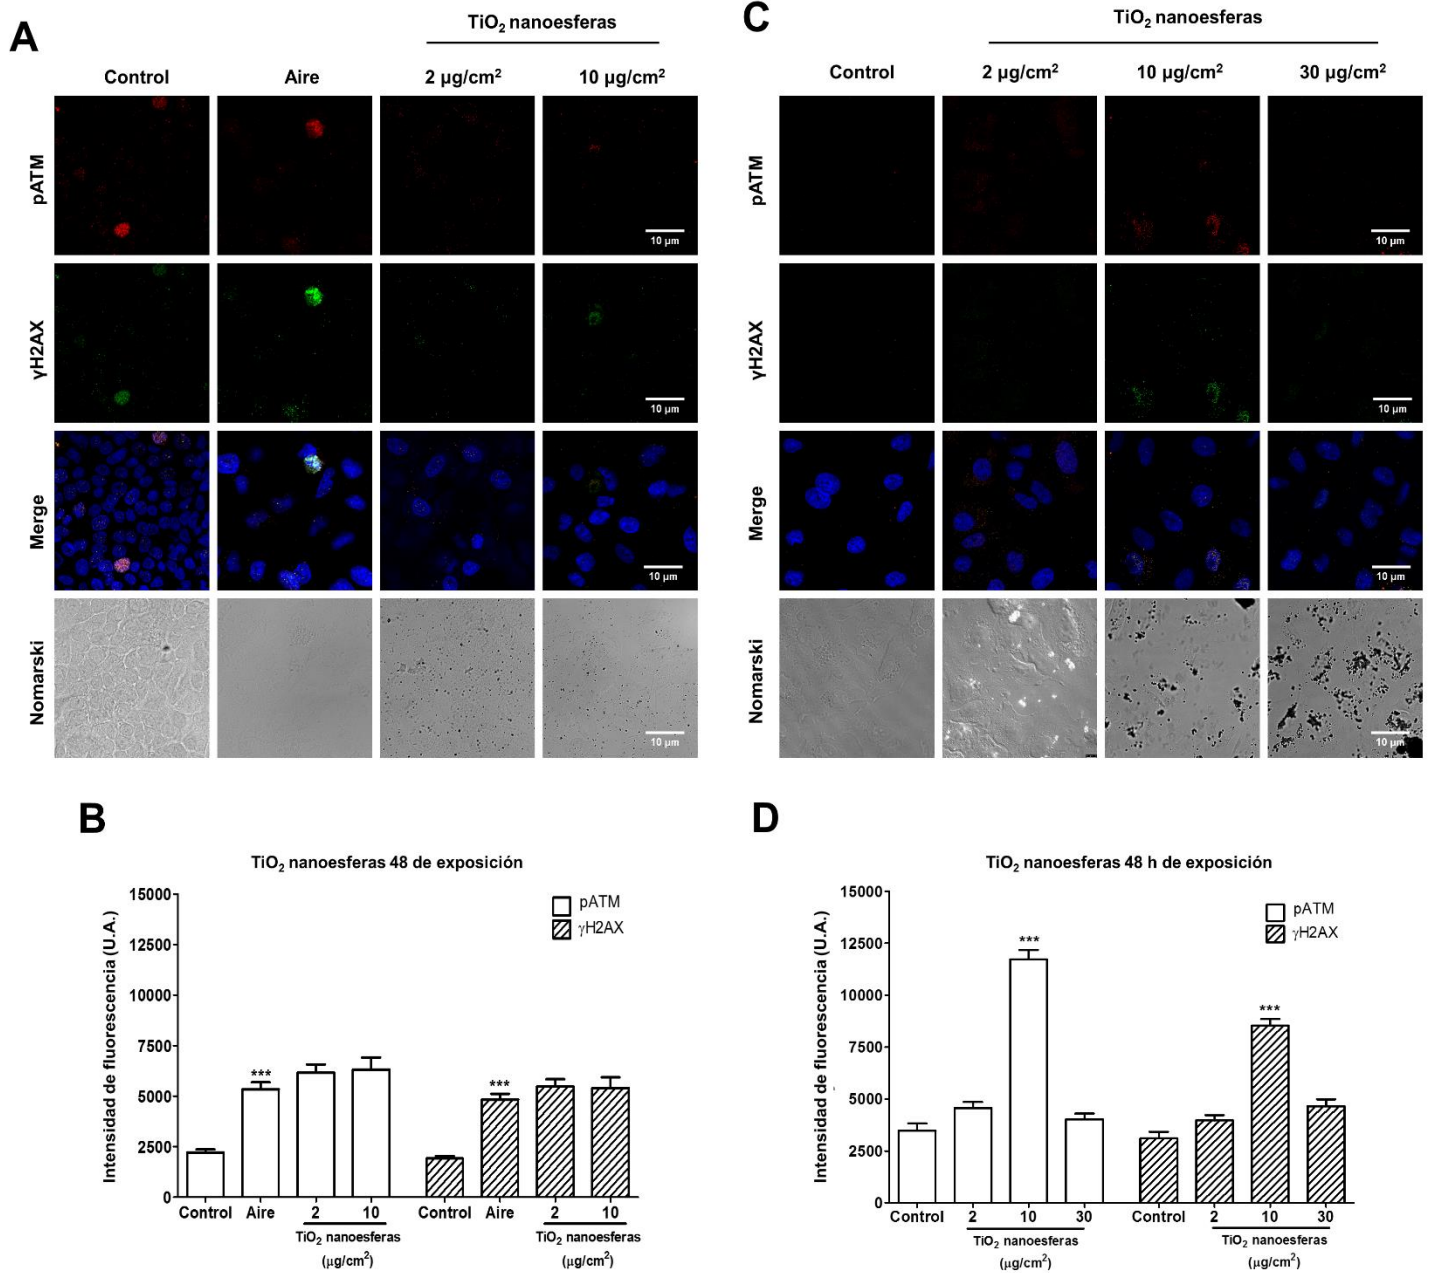 A
TiO₂ nanoesferas
Control Aire 2 µg/cm² 10 µg/cm²
pATM
10 µm
γH2AX
10 µm
Merge
10 µm
Nomarski
10 µm
C
TiO₂ nanoesferas
Control 2 µg/cm² 10 µg/cm² 30 µg/cm²
pATM
10 µm
γH2AX
10 µm
Merge
10 µm
Nomarski
10 µm
B
TiO₂ nanoesferas 48 de exposición
Intensidad de fluorescencia (U.A.)
15000
12500
10000
7500
5000
2500
0
pATM
γH2AX
*** ***
Control Aire 2 10 Control Aire 2 10
TiO₂ nanoesferas TiO₂ nanoesferas
(µg/cm²) (µg/cm²)
D
TiO₂ nanoesferas 48 h de exposición
Intensidad de fluorescencia (U.A.)
15000
12500
10000
7500
5000
2500
0
pATM
γH2AX
*** ***
Control 2 10 30 Control 2 10 30
TiO₂ nanoesferas TiO₂ nanoesferas
(µg/cm²) (µg/cm²)